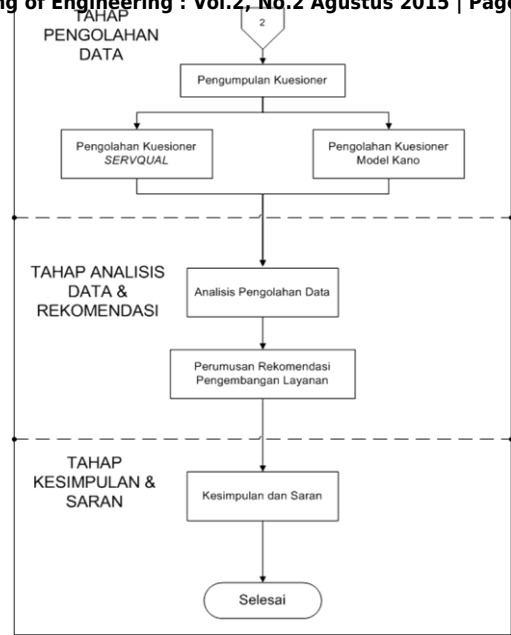 ng of Engineering : Vol.2, No.2 Agustus 2015 | Page
TAHAP
PENGOLAHAN
DATA
2
Pengumpulan Kuesioner
Pengolahan Kuesioner
SERVQUAL
Pengolahan Kuesioner
Model Kano
TAHAP ANALISIS
DATA &
REKOMENDASI
Analisis Pengolahan Data
Perumusan Rekomendasi
Pengembangan Layanan
TAHAP
KESIMPULAN &
SARAN
Kesimpulan dan Saran
Selesai